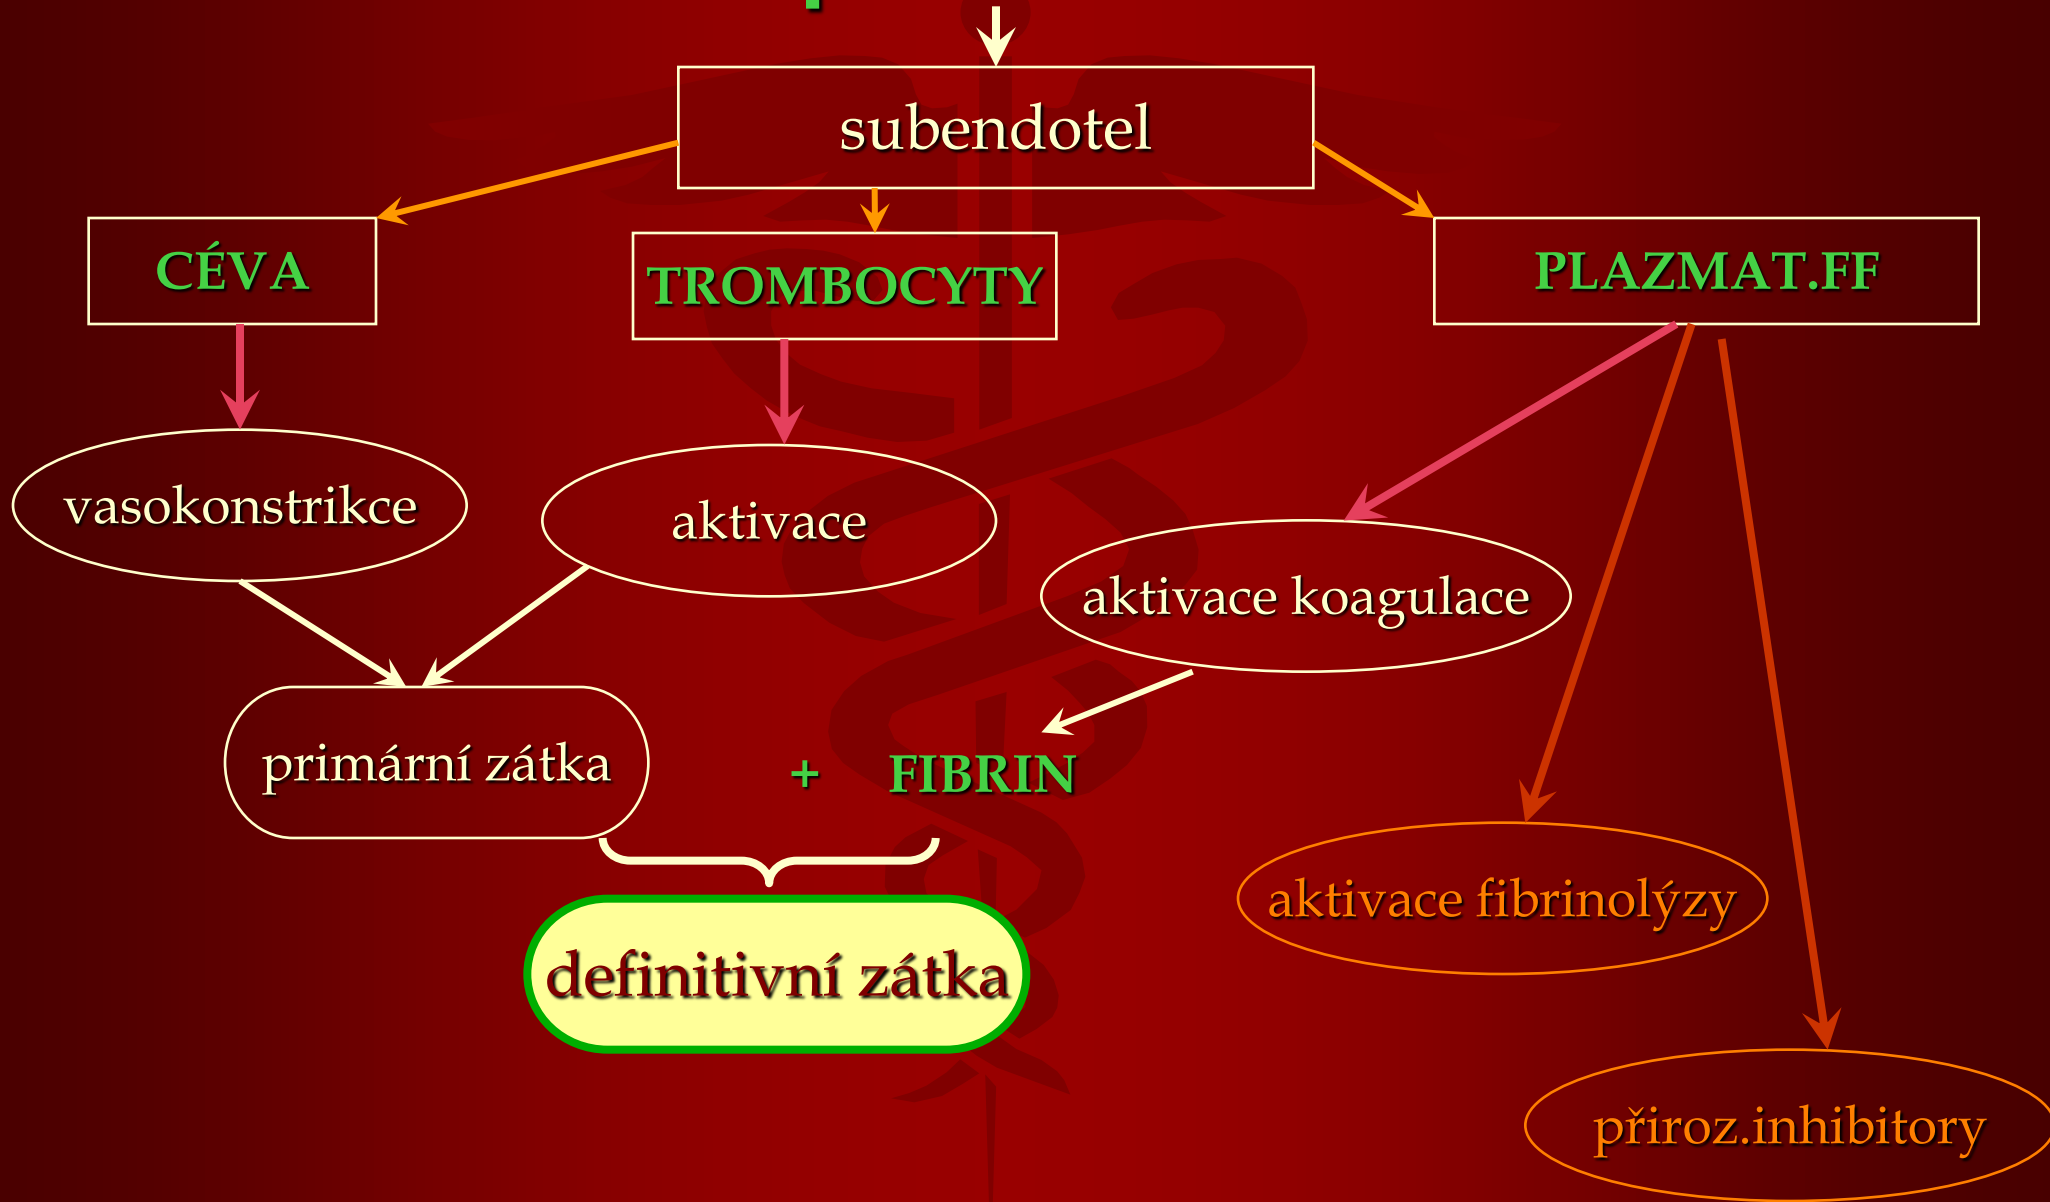 subendotel
CÉVA
TROMBOCYTY
PLAZMAT.FF
vasokonstrikce
aktivace
aktivace koagulace
primární zátka
+ FIBRIN
aktivace fibrinolýzy
definitivní zátka
přiroz.inhibitory